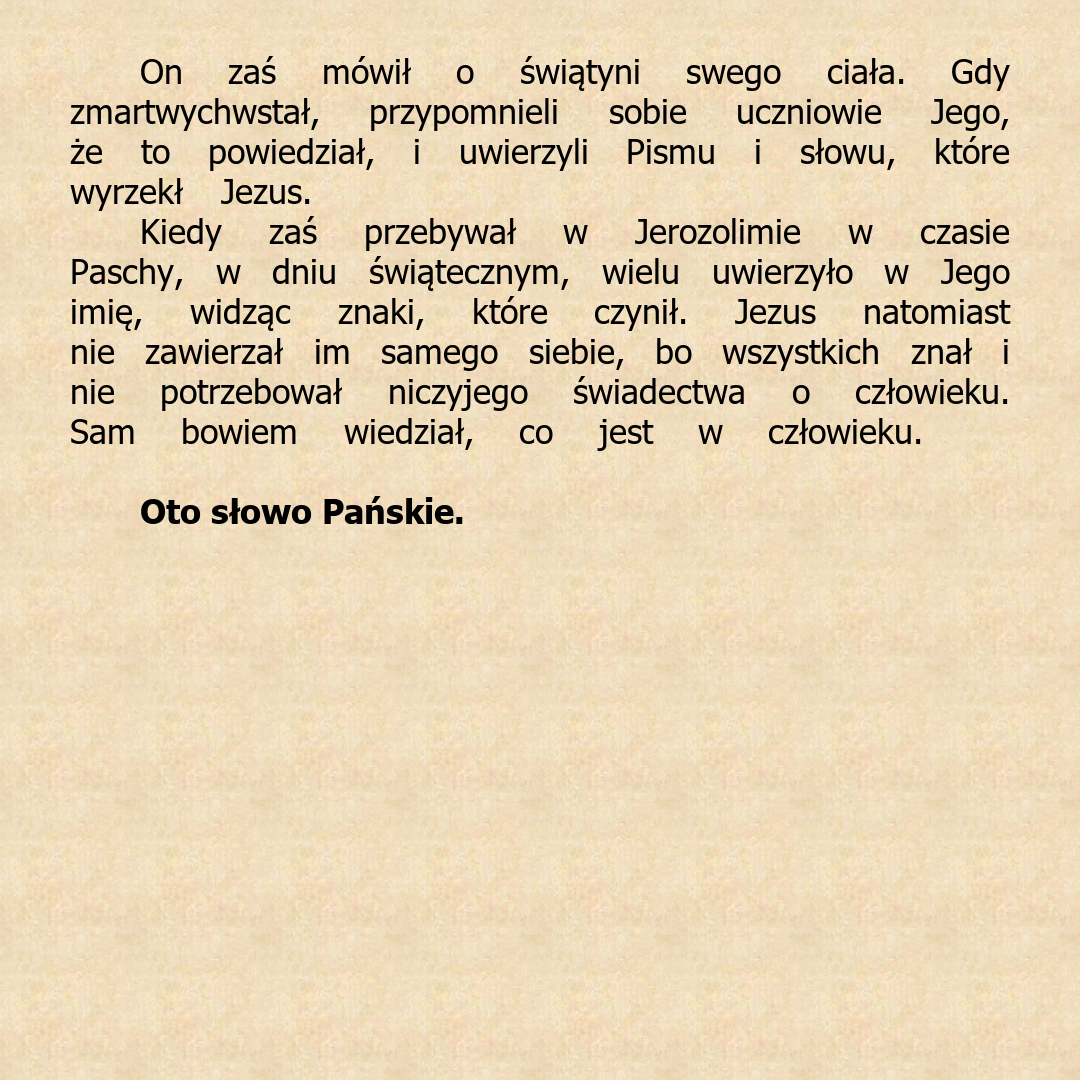 On zaś mówił o świątyni swego ciała. Gdy
zmartwychwstał, przypomnieli sobie uczniowie Jego,
że to powiedział, i uwierzyli Pismu i słowu, które
wyrzekł Jezus.
Kiedy zaś przebywał w Jerozolimie w czasie
Paschy, w dniu świątecznym, wielu uwierzyło w Jego
imię, widząc znaki, które czynił. Jezus natomiast
nie zawierzał im samego siebie, bo wszystkich znał i
nie potrzebował niczyjego świadectwa o człowieku.
Sam bowiem wiedział, co jest w człowieku.
Oto słowo Pańskie.